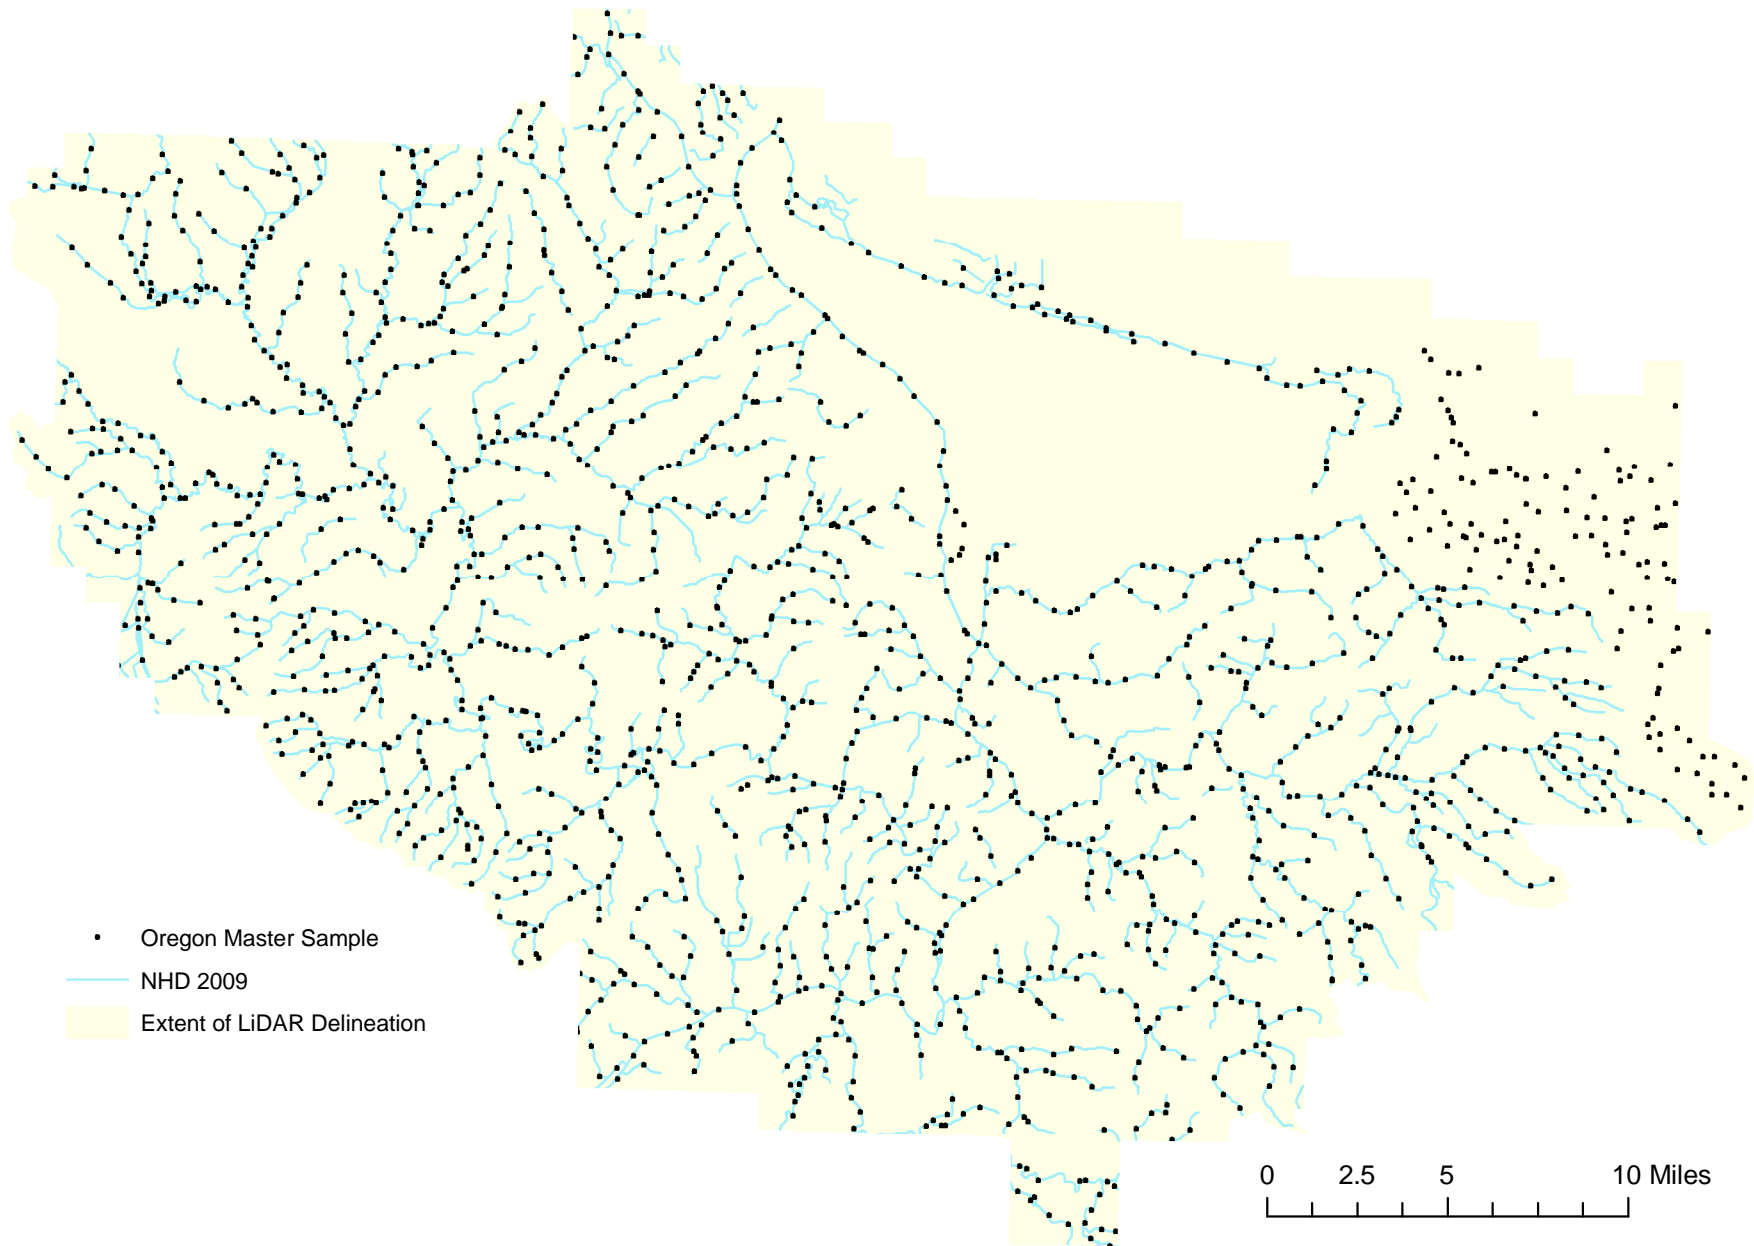 Oregon Master Sample
NHD 2009
Extent of LiDAR Delineation
0 2.5 5 10 Miles